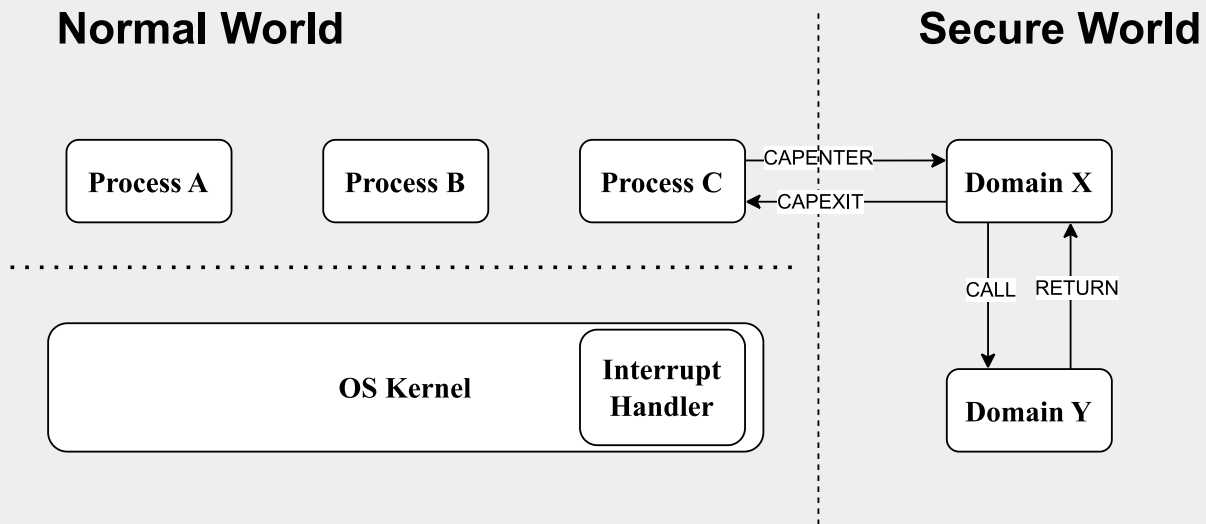 Normal World
Secure World
Process A
Process B
Process C
CAPENTER
CAPEXIT
Domain X
CALL
RETURN
OS Kernel
Interrupt
Handler
Domain Y